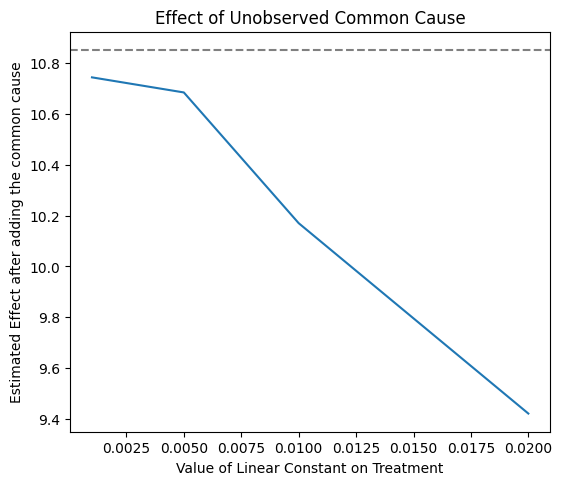 Effect of Unobserved Common Cause
Estimated Effect after adding the common cause
10.8
10.6
10.4
10.2
10.0
9.8
9.6
9.4
0.0025 0.0050 0.0075 0.0100 0.0125 0.0150 0.0175 0.0200
Value of Linear Constant on Treatment